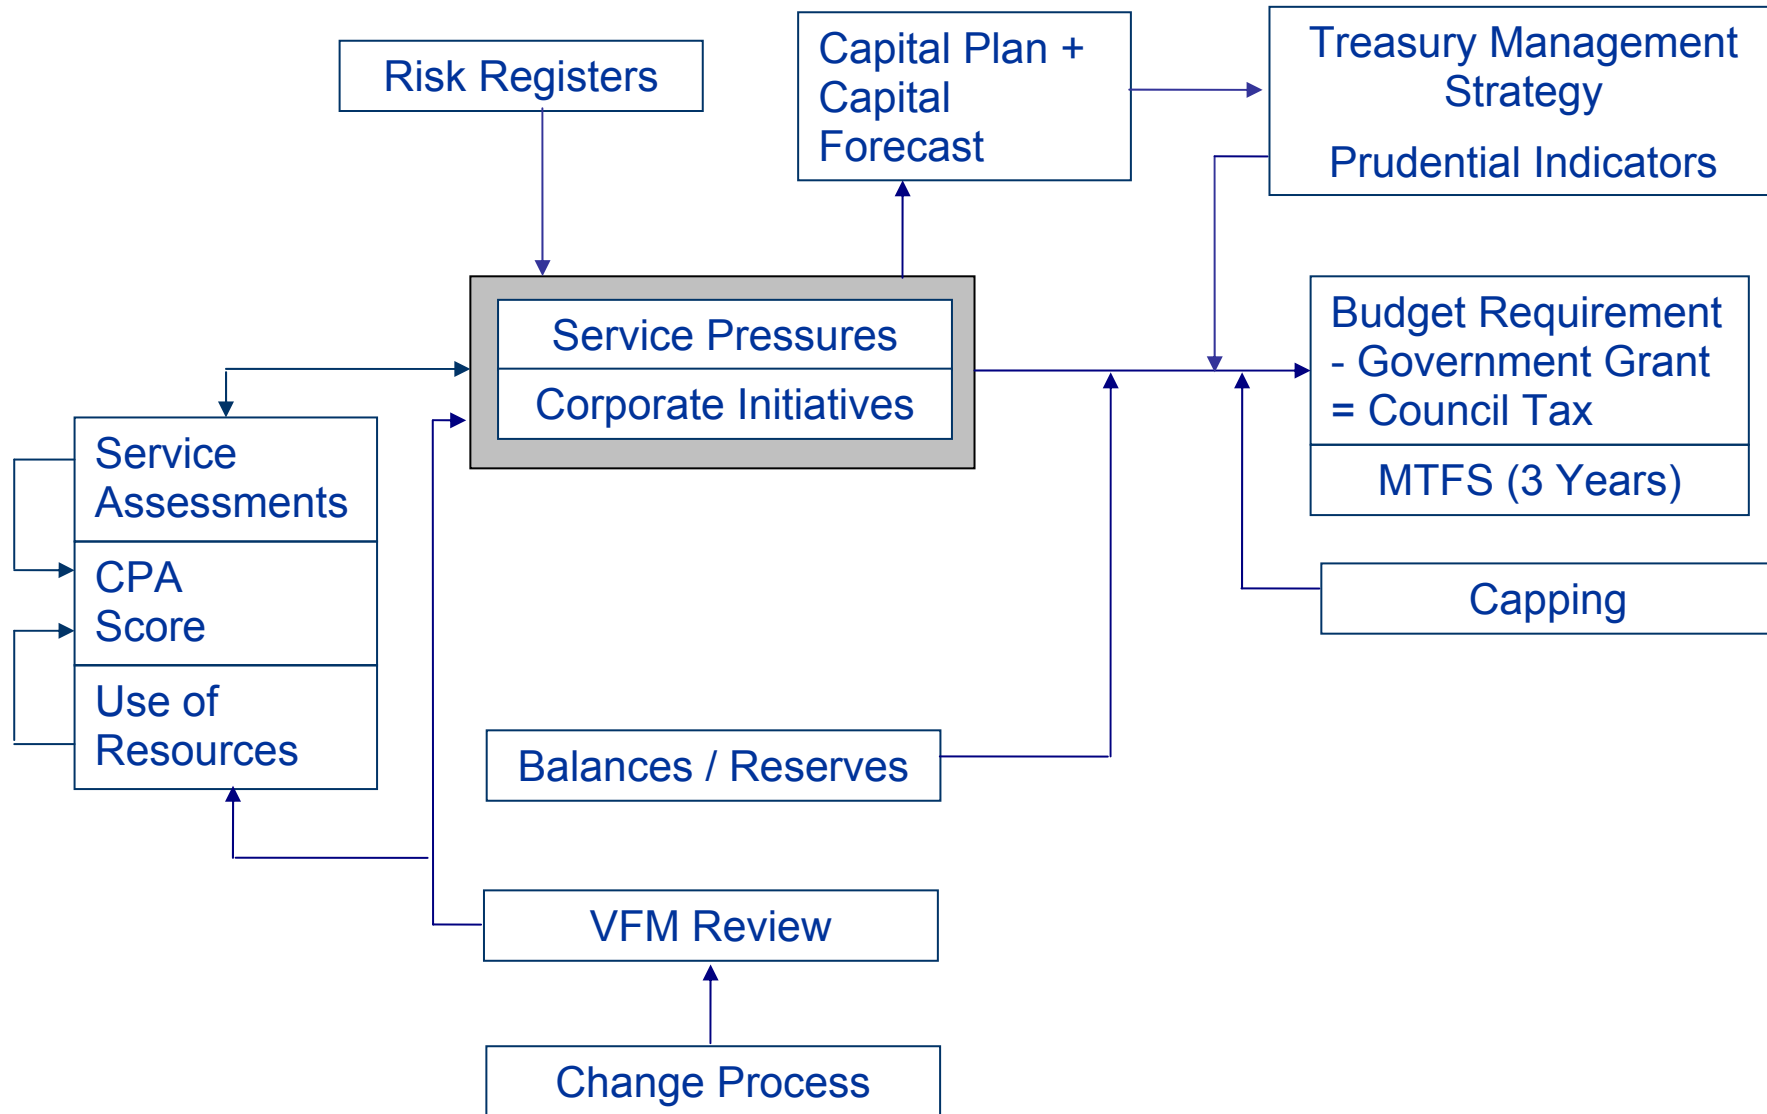 Risk Registers
Capital Plan +
Capital
Forecast
Treasury Management
Strategy
Prudential Indicators
Service Pressures
Corporate Initiatives
Budget Requirement
- Government Grant
= Council Tax
MTFS (3 Years)
Service
Assessments
CPA
Score
Use of
Resources
Capping
Balances / Reserves
VFM Review
Change Process